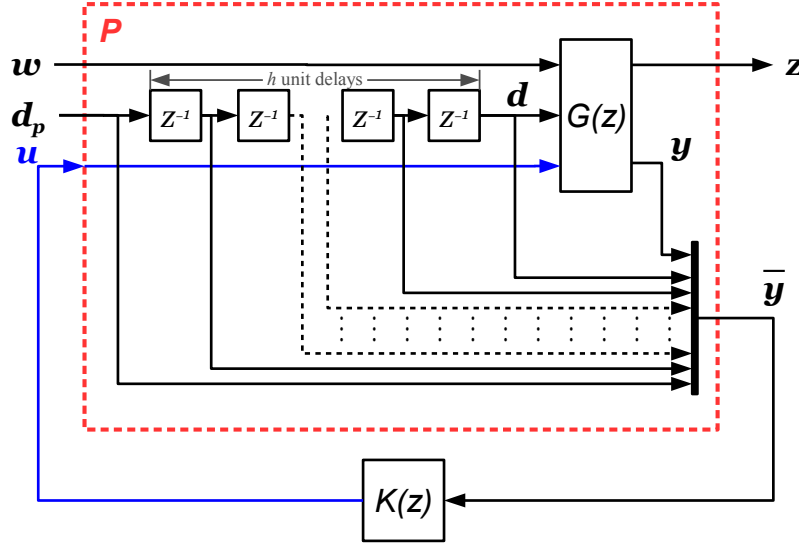 P
w
z
h unit delays
d_p
Z⁻¹
Z⁻¹
Z⁻¹
Z⁻¹
d
G(z)
u
y
y̅
K(z)